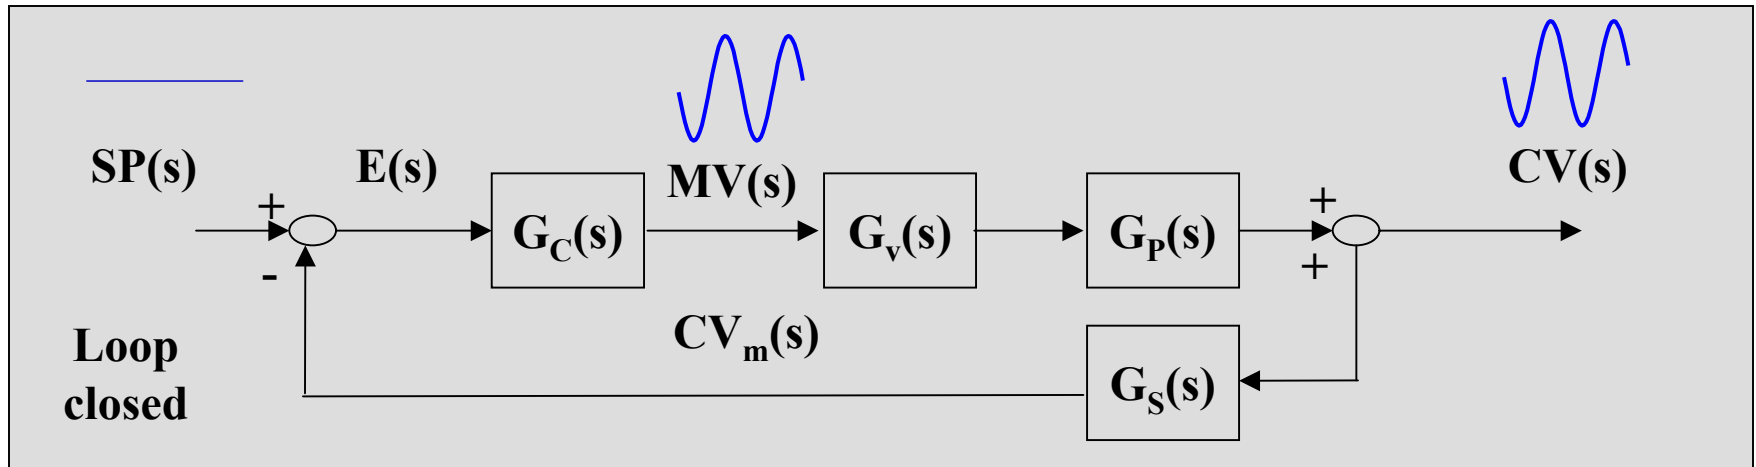 SP(s)
+
-
E(s)
G_C(s)
MV(s)
G_v(s)
G_P(s)
+
+
CV(s)
CV_m(s)
G_S(s)
Loop
closed